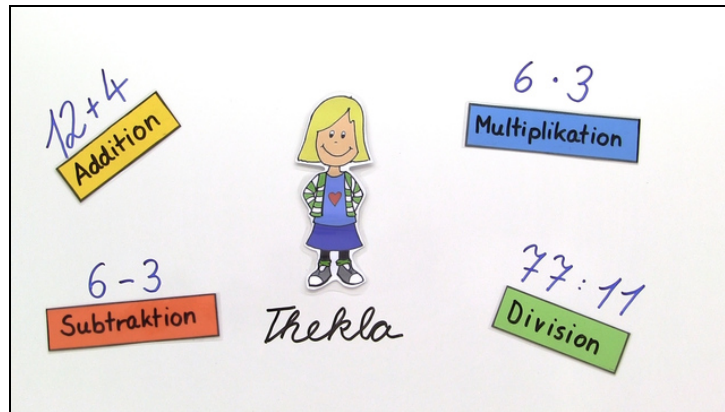 12 + 4
Addition
6 · 3
Multiplikation
6 - 3
Subtraktion
Thekla
77 : 11
Division